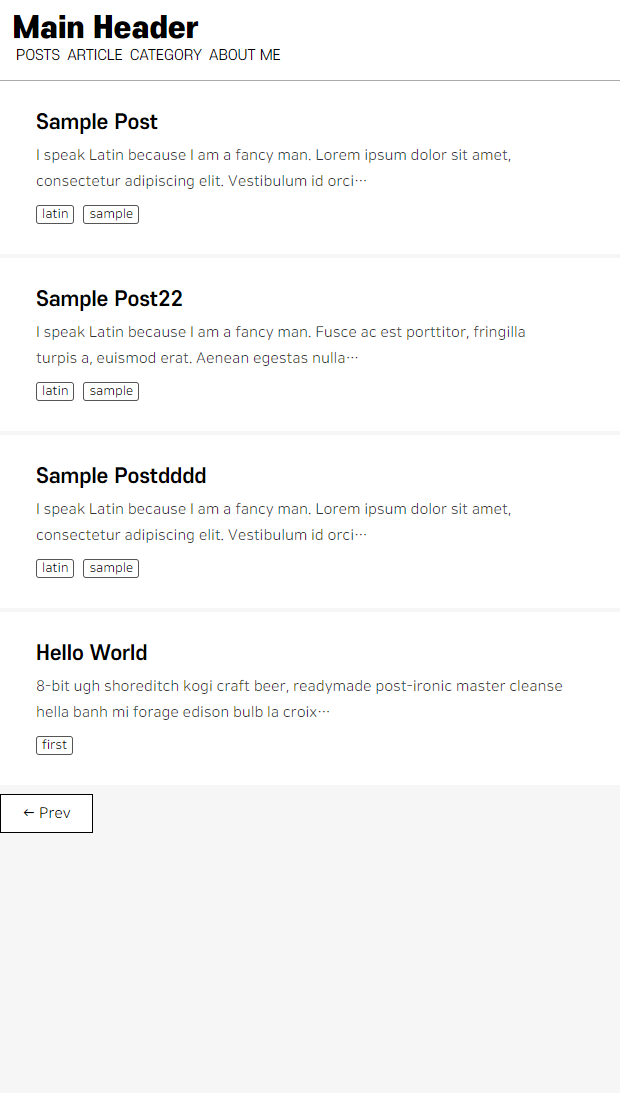 Main Header
POSTS ARTICLE CATEGORY ABOUT ME
Sample Post
I speak Latin because I am a fancy man. Lorem ipsum dolor sit amet,
consectetur adipiscing elit. Vestibulum id orci…
latin sample
Sample Post22
I speak Latin because I am a fancy man. Fusce ac est porttitor, fringilla
turpis a, euismod erat. Aenean egestas nulla…
latin sample
Sample Postdddd
I speak Latin because I am a fancy man. Lorem ipsum dolor sit amet,
consectetur adipiscing elit. Vestibulum id orci…
latin sample
Hello World
8-bit ugh shoreditch kogi craft beer, readymade post-ironic master cleanse
hella banh mi forage edison bulb la croix…
first
← Prev